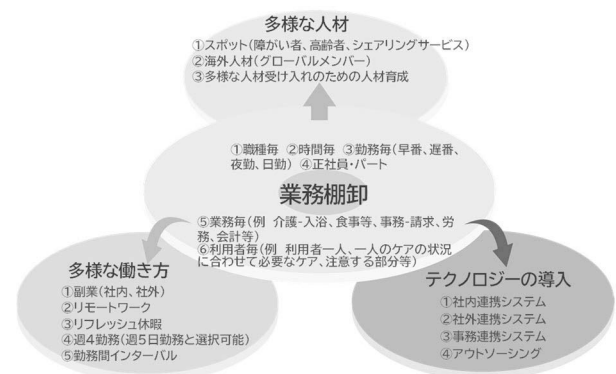 多様な人材
①スポット(障がい者、高齢者、シェアリングサービス)
②海外人材(グローバルメンバー)
③多様な人材受け入れのための人材育成
①職種毎 ②時間毎 ③勤務毎(早番、遅番、
夜勤、日勤) ④正社員・パート
業務棚卸
⑤業務毎(例 介護-入浴、食事等、事務-請求、労
務、会計等)
⑥利用者毎(例 利用者一人、一人のケアの状況
に合わせて必要なケア、注意する部分等)
多様な働き方
①副業(社内、社外)
②リモートワーク
③リフレッシュ休暇
④週4勤務(週5日勤務と選択可能)
⑤勤務間インターバル
テクノロジーの導入
①社内連携システム
②社外連携システム
③事務連携システム
④アウトソーシング